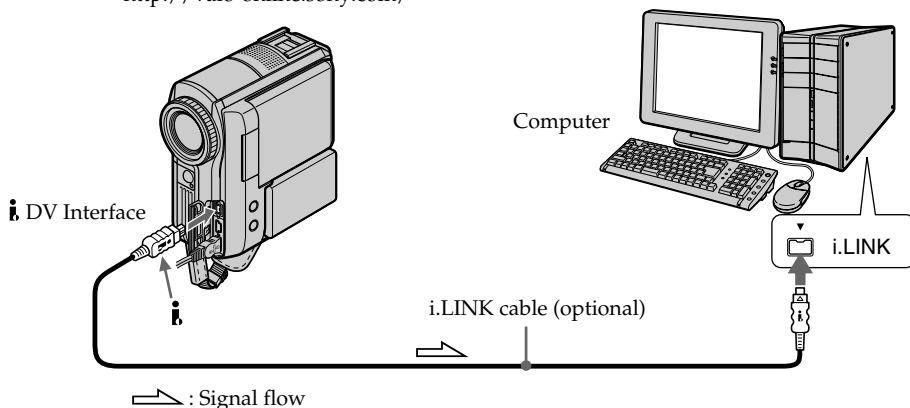 DV Interface
Computer
i.LINK
i.LINK cable (optional)
: Signal flow